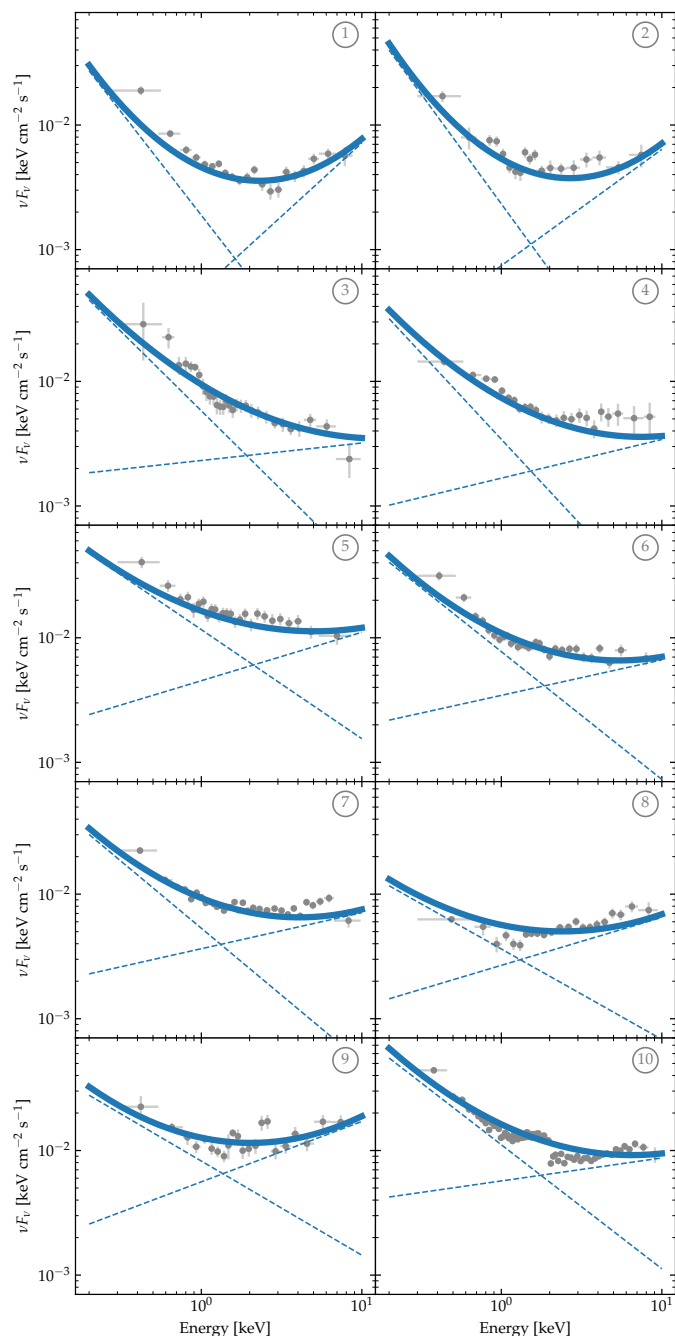 1
2
10⁻²
νFν [keV cm⁻² s⁻¹]
10⁻³
3
4
10⁻²
νFν [keV cm⁻² s⁻¹]
10⁻³
5
6
10⁻²
νFν [keV cm⁻² s⁻¹]
10⁻³
7
8
10⁻²
νFν [keV cm⁻² s⁻¹]
10⁻³
9
10
10⁻²
νFν [keV cm⁻² s⁻¹]
10⁻³
10⁰ 10¹ 10⁰ 10¹
Energy [keV] Energy [keV]